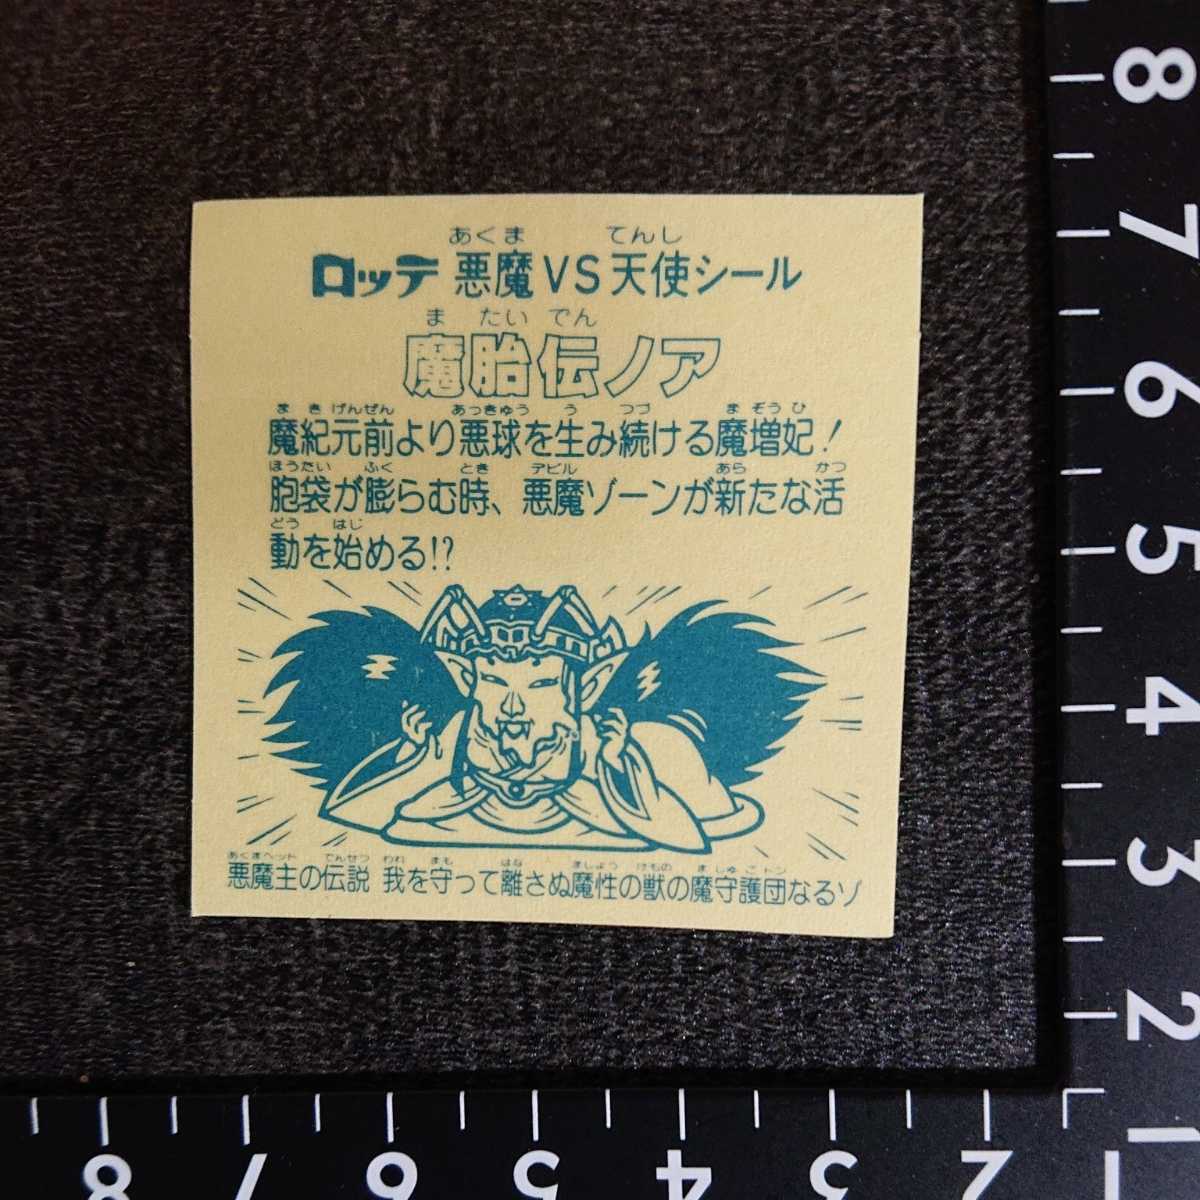 あくま てんし
ロッテ 悪魔VS天使シール
ま たい でん
魔胎伝ノア
ま き げんぜん あっきゅう う つづ ま ぞう ひ
魔紀元前より悪球を生み続ける魔増妃!
ほうたい ふく とき デビル あら かつ
胞袋が膨らむ時、悪魔ゾーンが新たな活
どう はじ
動を始める!?
あくまヘッド でんせつ われ まも はな ましょう けもの ま しゅ ご トン
悪魔主の伝説 我を守って離さぬ魔性の獣の魔守護団なるゾ
8
7
6
5
4
3
2
1
8 7 6 5 4 3 2 1